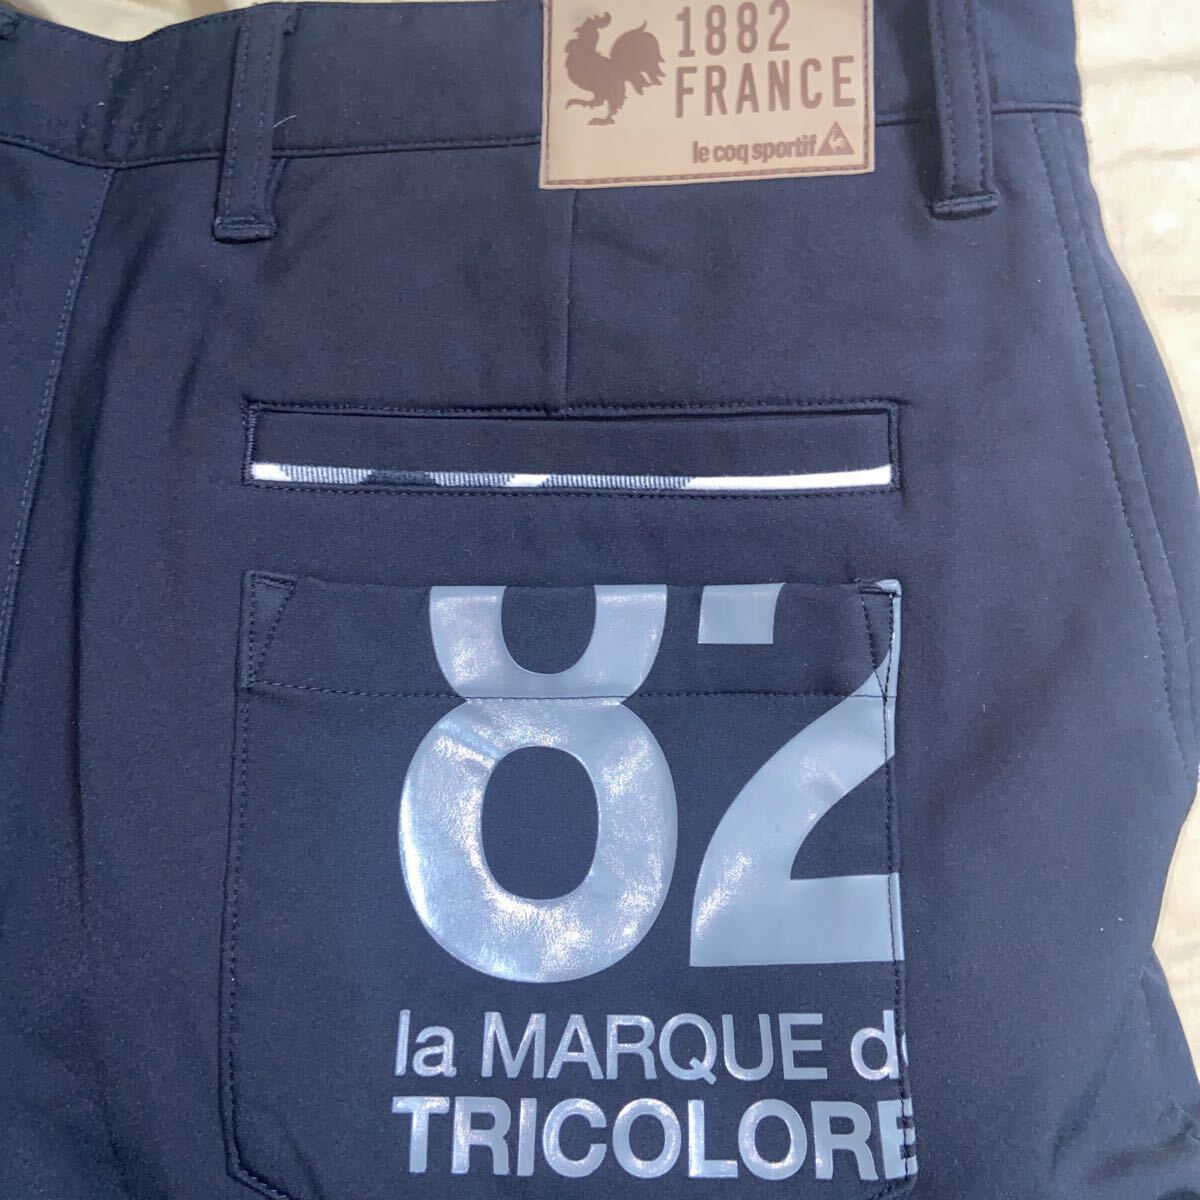 1882
FRANCE
le coq sportif
82
la MARQUE d
TRICOLORE